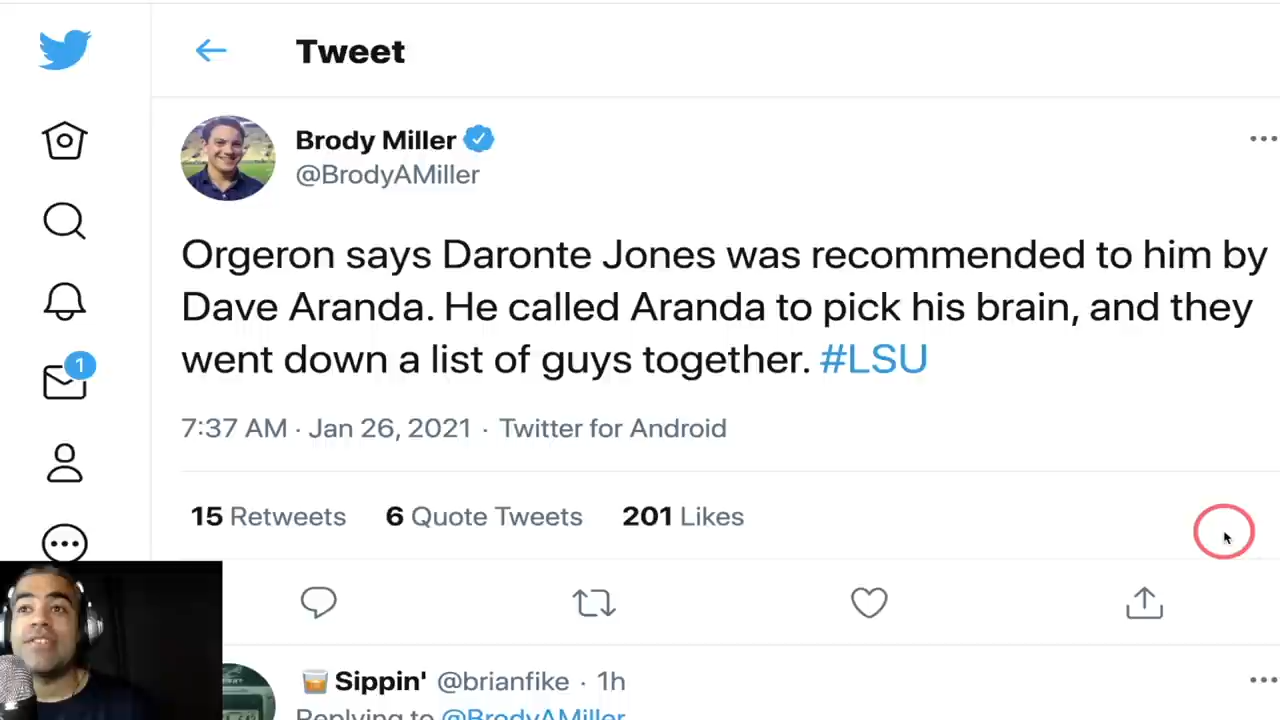 Tweet
Brody Miller
@BrodyAMiller
Orgeron says Daronte Jones was recommended to him by
Dave Aranda. He called Aranda to pick his brain, and they
went down a list of guys together. #LSU
7:37 AM · Jan 26, 2021 · Twitter for Android
15 Retweets 6 Quote Tweets 201 Likes
1
Sippin' @brianfike · 1h
Replying to @BrodyAMiller